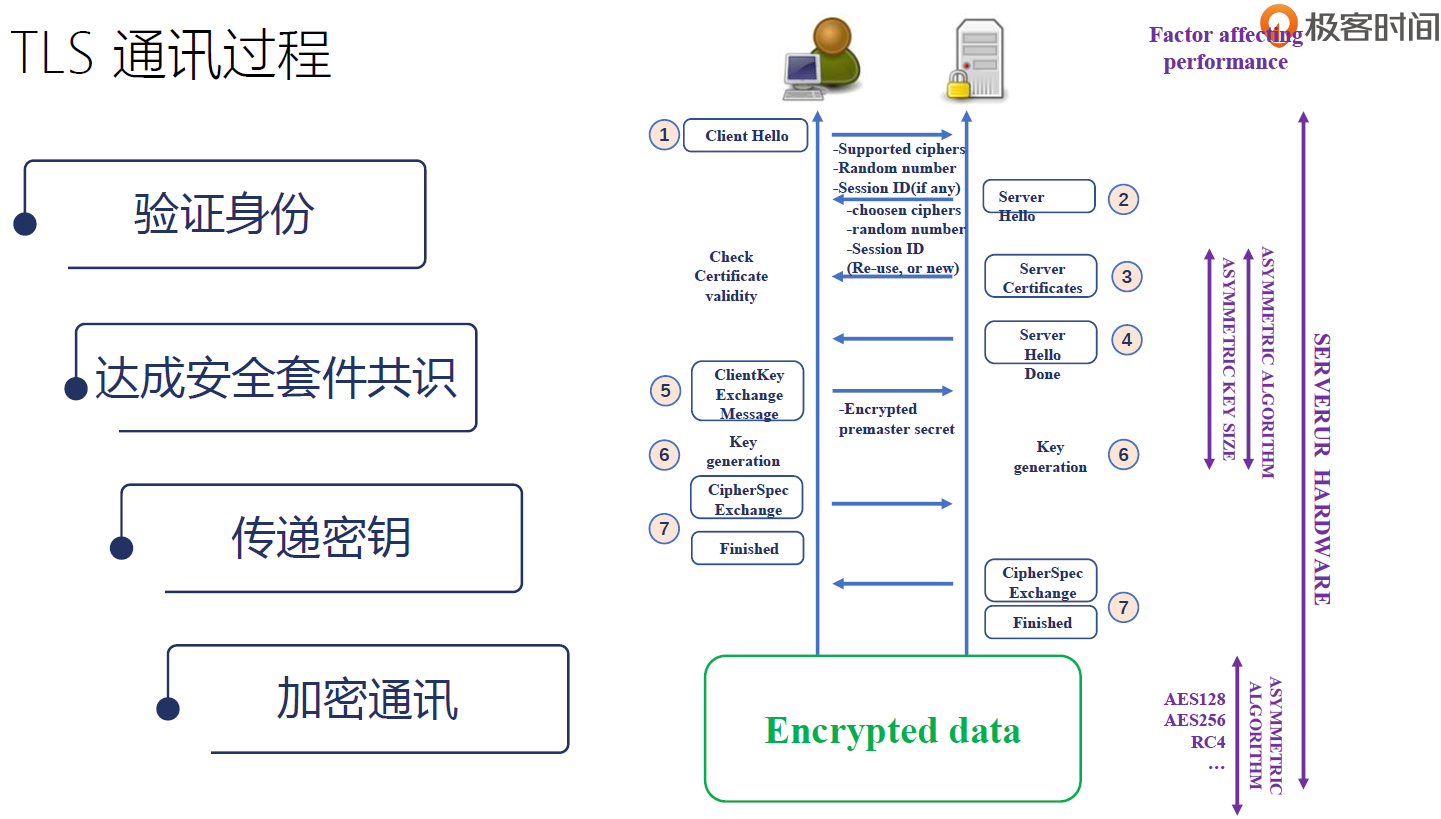 TLS 通讯过程
极客时间
Factor affecting
performance
验证身份
达成安全套件共识
传递密钥
加密通讯
1
Client Hello
-Supported ciphers
-Random number
-Session ID(if any)
Server
Hello
2
-choosen ciphers
-random number
-Session ID
(Re-use, or new)
Check
Certificate
validity
Server
Certificates
3
Server
Hello
Done
4
5
ClientKey
Exchange
Message
-Encrypted
premaster secret
6
Key
generation
Key
generation
6
CipherSpec
Exchange
7
Finished
CipherSpec
Exchange
7
Finished
Encrypted data
ASYMMETRIC KEY SIZE
ASYMMETRIC ALGORITHM
SERVERUR HARDWARE
AES128
AES256
RC4
…
ASYMMETRIC
ALGORITHM